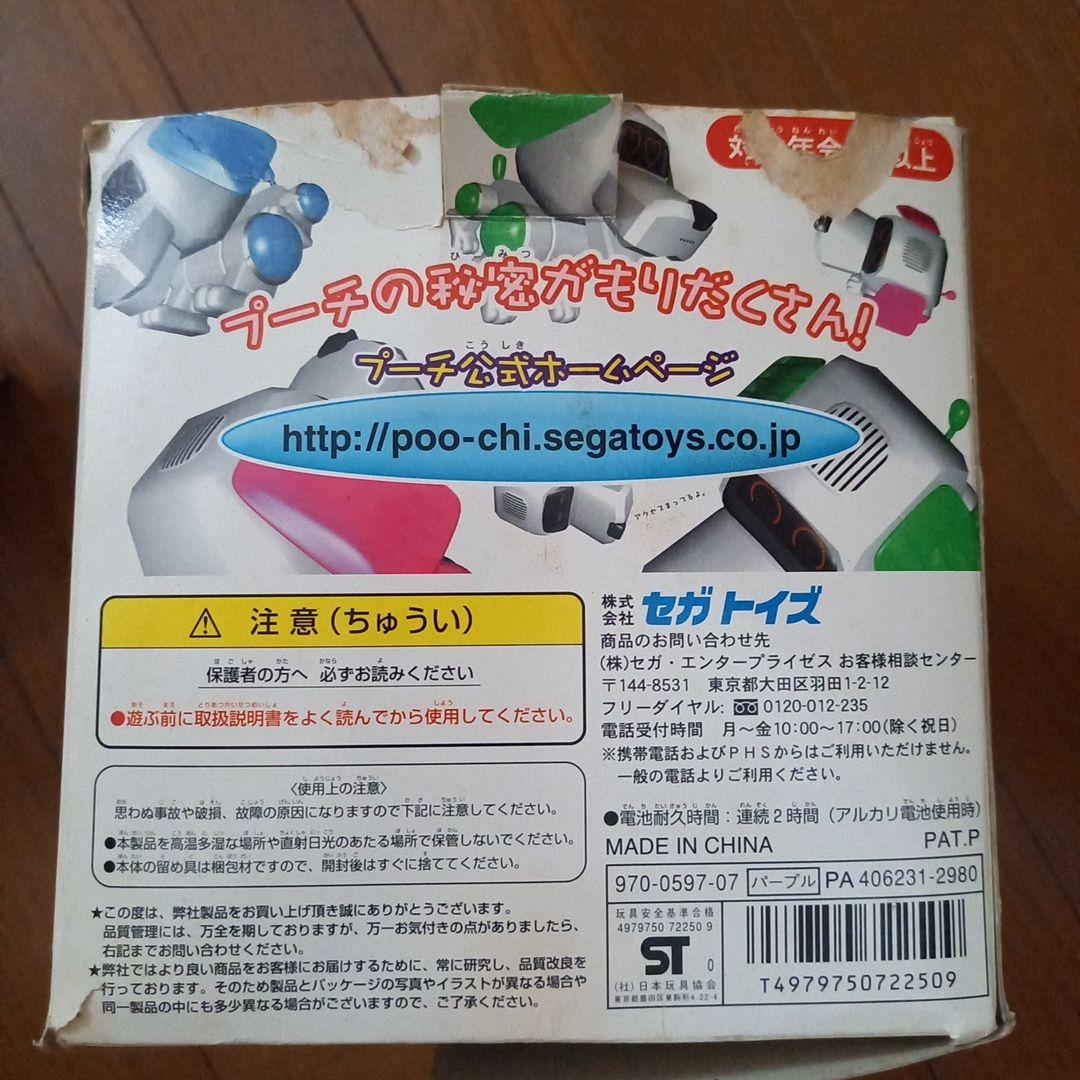 対 年令 以上
プーチの秘密がもりだくさん!
プーチ公式ホームページ
http://poo-chi.segatoys.co.jp
アクセスまってるよ。
⚠ 注意(ちゅうい)
保護者の方へ 必ずお読みください
●遊ぶ前に取扱説明書をよく読んでから使用してください。
〈使用上の注意〉
思わぬ事故や破損、故障の原因になりますので下記に注意してください。
●本製品を高温多湿な場所や直射日光のあたる場所で保管しないでください。
●本体の留め具は梱包材ですので、開封後はすぐに捨ててください。
★この度は、弊社製品をお買い上げ頂き誠にありがとうございます。
品質管理には、万全を期しておりますが、万一お気付きの点がありましたら、
右記までお問い合わせください。
★弊社ではより良い商品をお客様にお届けするために、常に研究し、品質改良を
行っております。そのため製品とパッケージの写真やイラストが異なる場合や
同一製品の中にも多少異なる場合がございますので、ご了承ください。
株式会社 セガトイズ
商品のお問い合わせ先
(株)セガ・エンタープライゼス お客様相談センター
〒144-8531 東京都大田区羽田1-2-12
フリーダイヤル: 0120-012-235
電話受付時間 月〜金10:00〜17:00(除く祝日)
※携帯電話およびPHSからはご利用いただけません。
一般の電話よりご利用ください。
●電池耐久時間:連続2時間(アルカリ電池使用時)
MADE IN CHINA PAT.P
970-0597-07 パープル PA 406231-2980
玩具安全基準合格
4979750 72250 9
ST 0
(社)日本玩具協会
東京都墨田区東駒形4-22-4
T4979750722509